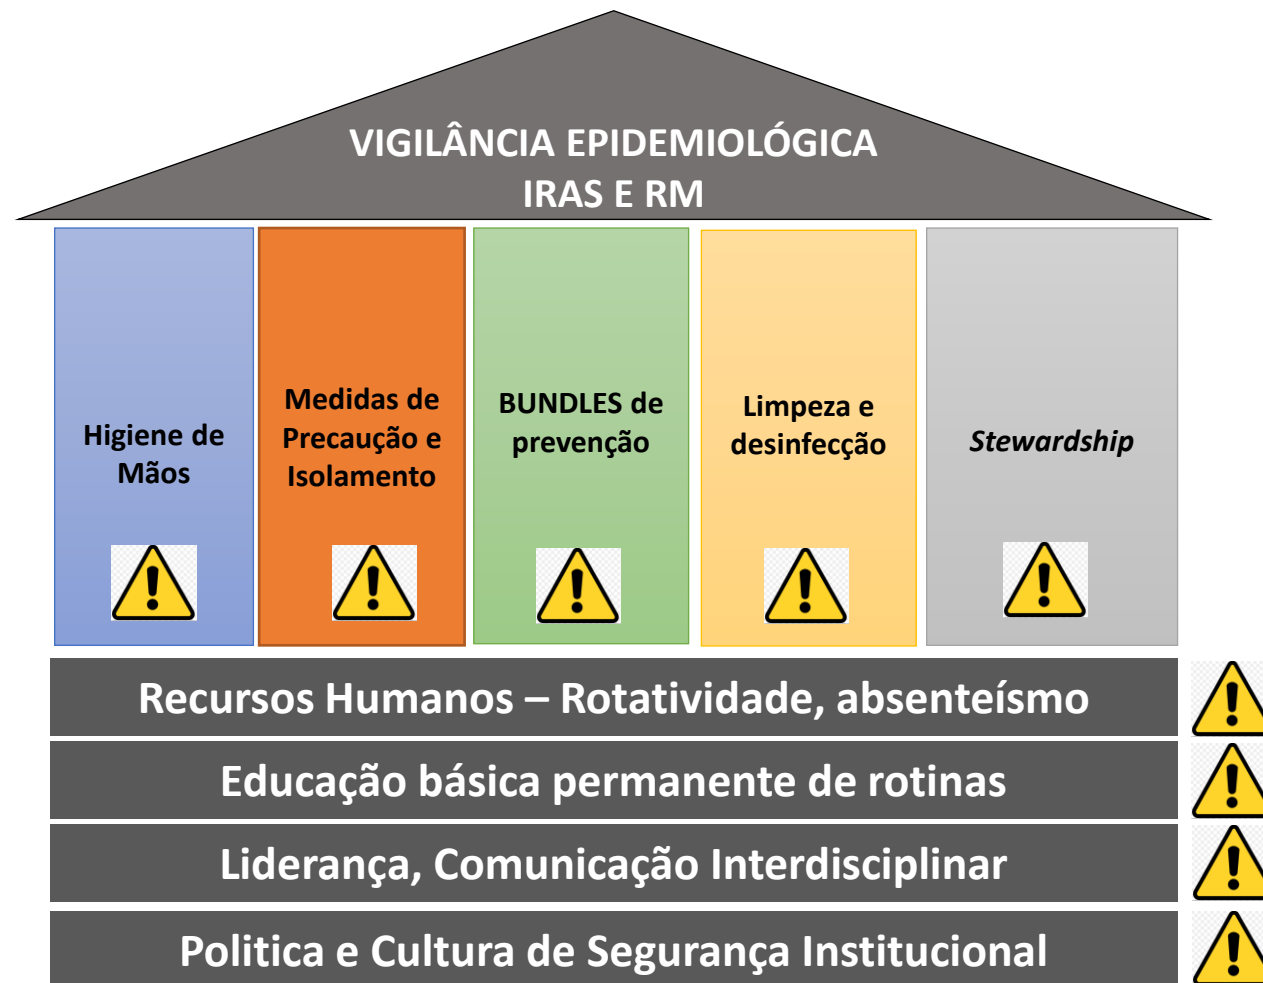 VIGILÂNCIA EPIDEMIOLÓGICA
IRAS E RM
Higiene de
Mãos
Medidas de
Precaução e
Isolamento
BUNDLES de
prevenção
Limpeza e
desinfecção
Stewardship
Recursos Humanos – Rotatividade, absenteísmo
Educação básica permanente de rotinas
Liderança, Comunicação Interdisciplinar
Politica e Cultura de Segurança Institucional